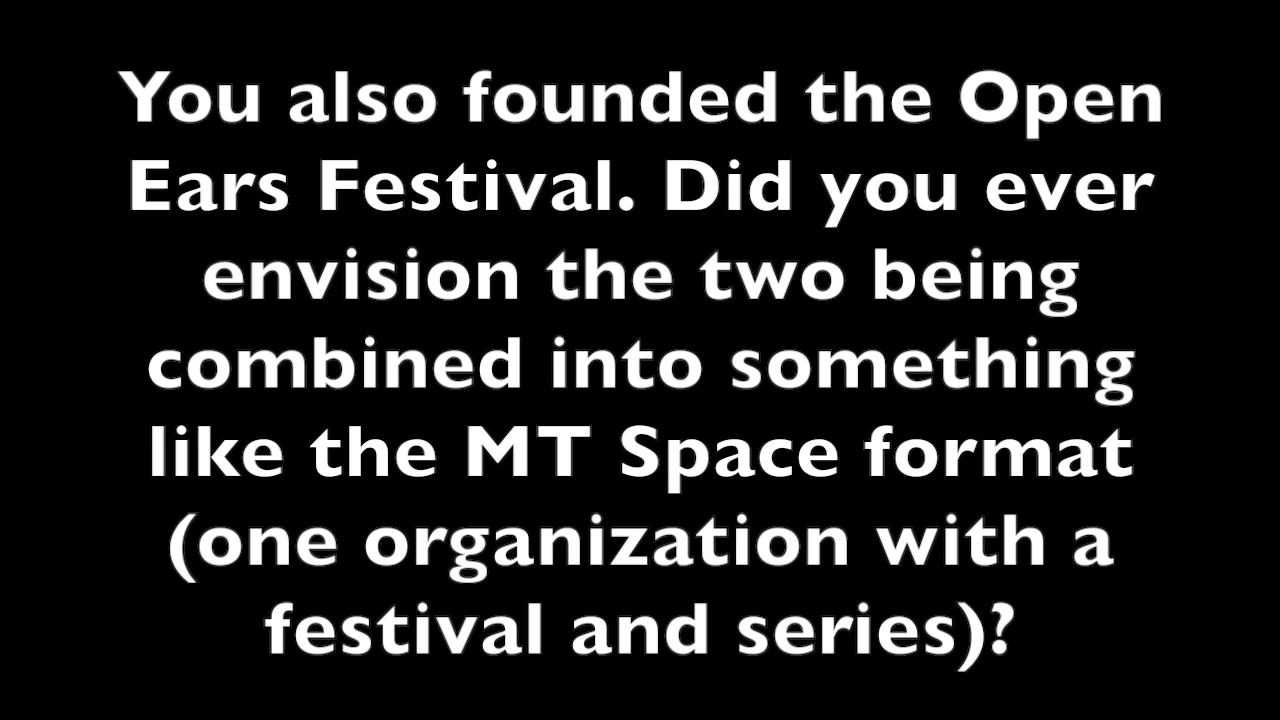 You also founded the Open
Ears Festival. Did you ever
envision the two being
combined into something
like the MT Space format
(one organization with a
festival and series)?